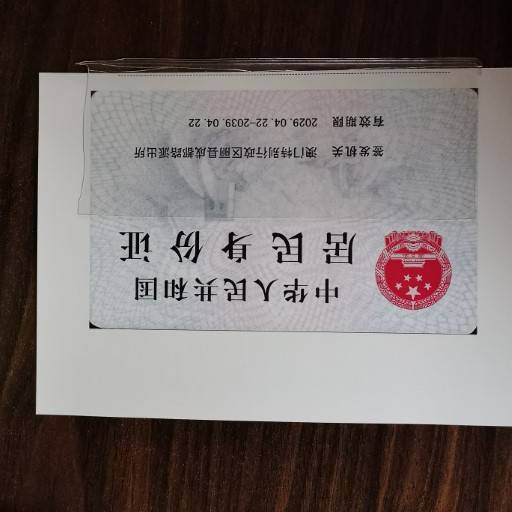 中华人民共和国
居民身份证
签发机关 澳门特别行政区丽县成都路派出所
有效期限 2029.04.22-2039.04.22